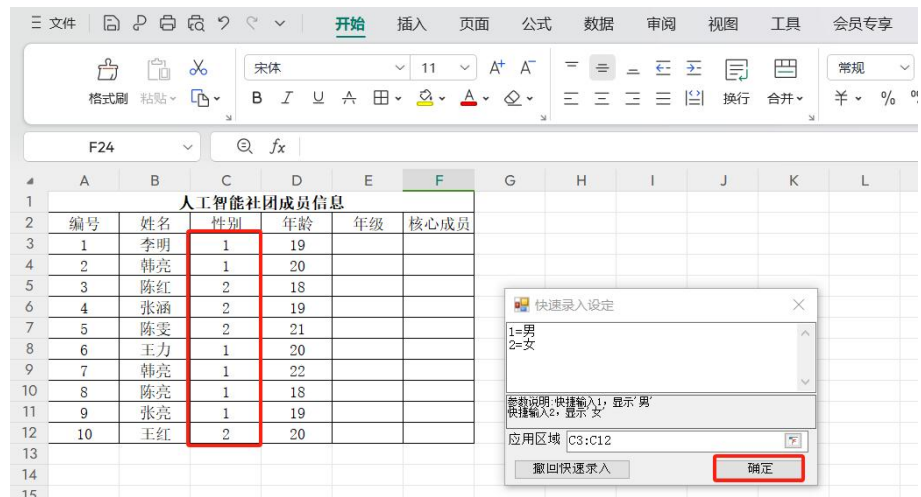 三 文件 开始 插入 页面 公式 数据 审阅 视图 工具 会员专享
宋体 11 A+ A- 常规
格式刷 粘贴 B I U A A 换行 合并 ¥ %
F24 fx
A B C D E F G H I J K L
1 人工智能社团成员信息
2 编号 姓名 性别 年龄 年级 核心成员
3 1 李明 1 19
4 2 韩亮 1 20
5 3 陈红 2 18
6 4 张涵 2 19
7 5 陈雯 2 21
8 6 王力 1 20
9 7 韩亮 1 22
10 8 陈亮 1 18
11 9 张亮 1 19
12 10 王红 2 20
13
14
15
快速录入设定
1=男
2=女
参数说明:快捷输入1，显示'男'
快捷输入2，显示'女'
应用区域 C3:C12
撤回快速录入 确定